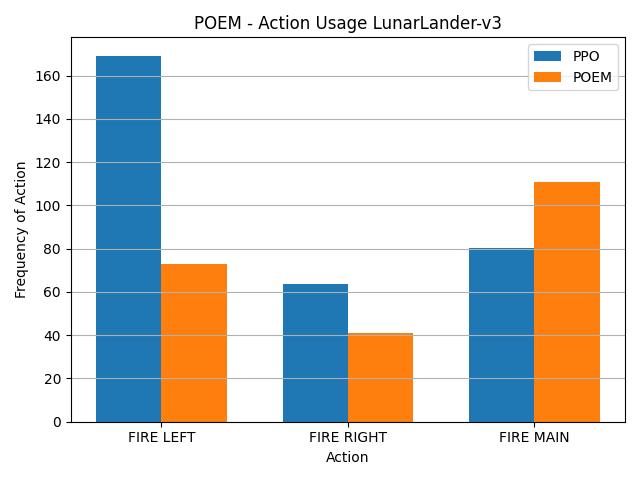 POEM - Action Usage LunarLander-v3
PPO
POEM
Frequency of Action
160
140
120
100
80
60
40
20
0
FIRE LEFT
FIRE RIGHT
FIRE MAIN
Action